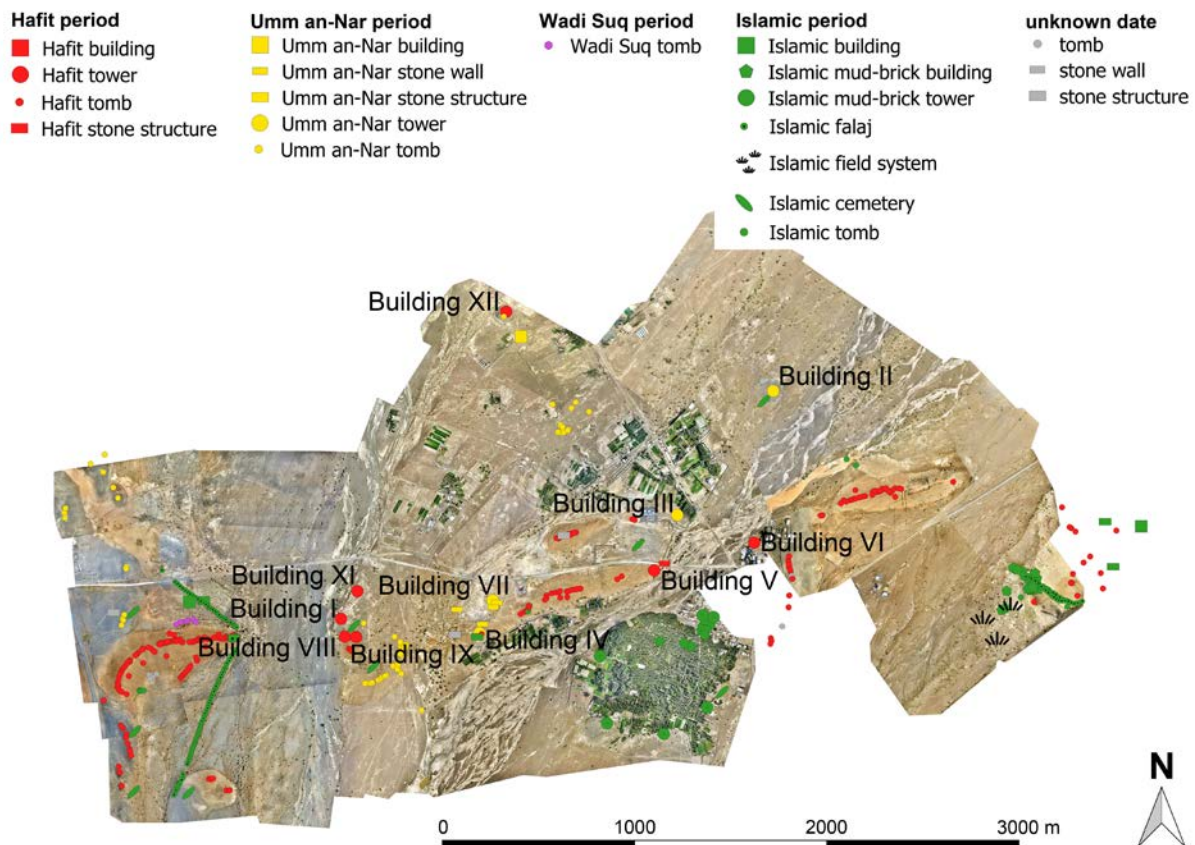 Hafit period
Hafit building
Hafit tower
Hafit tomb
Hafit stone structure
Umm an-Nar period
Umm an-Nar building
Umm an-Nar stone wall
Umm an-Nar stone structure
Umm an-Nar tower
Umm an-Nar tomb
Wadi Suq period
Wadi Suq tomb
Islamic period
Islamic building
Islamic mud-brick building
Islamic mud-brick tower
Islamic falaj
Islamic field system
Islamic cemetery
Islamic tomb
unknown date
tomb
stone wall
stone structure
Building XII
Building II
Building III
Building VI
Building XI
Building VII
Building V
Building I
Building VIII
Building IX
Building IV
N
0 1000 2000 3000 m